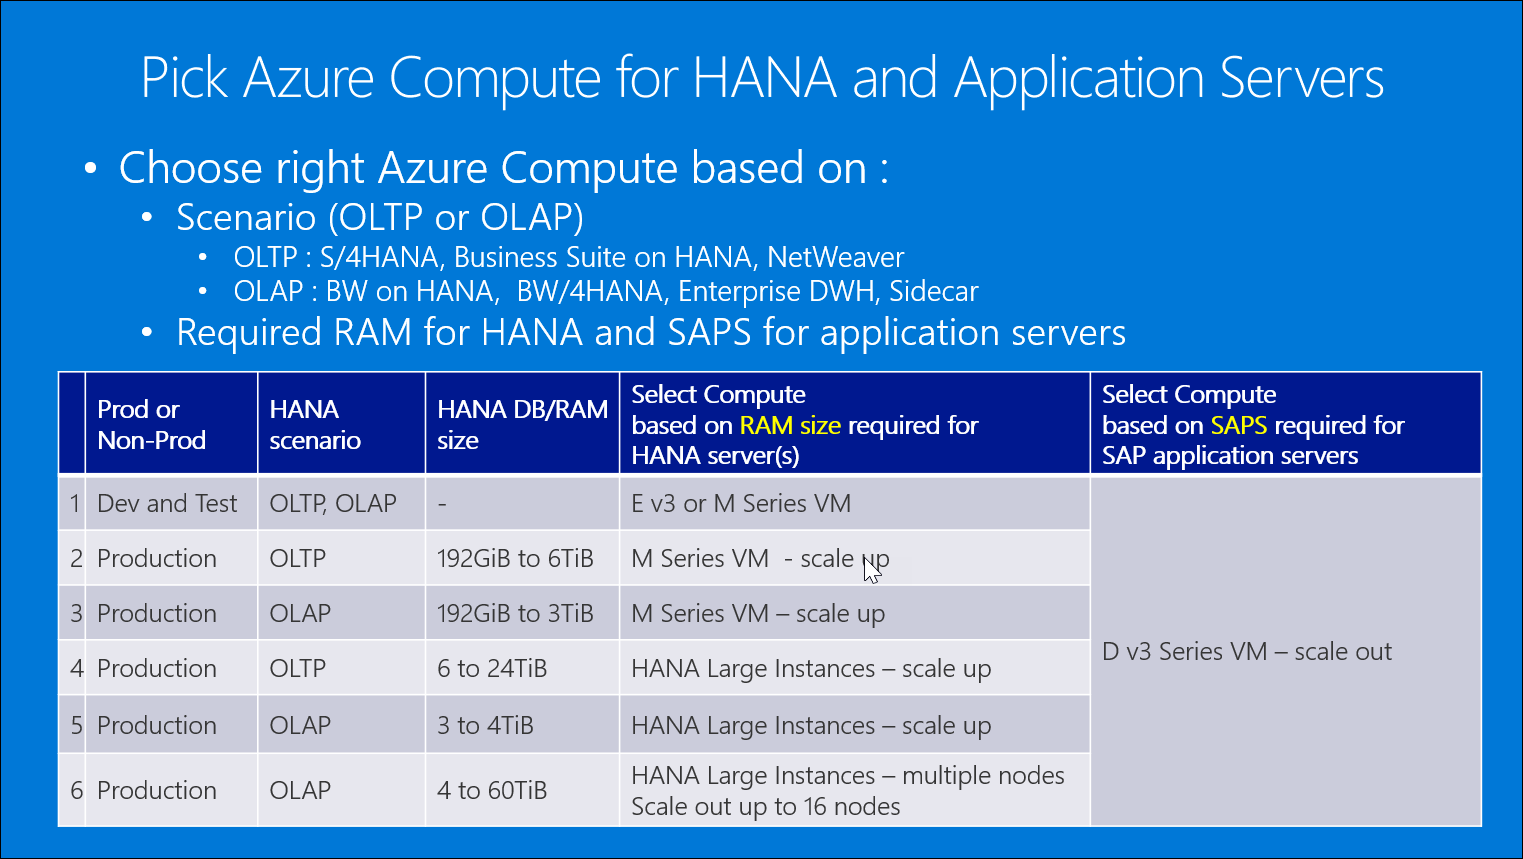 Pick Azure Compute for HANA and Application Servers
• Choose right Azure Compute based on :
• Scenario (OLTP or OLAP)
• OLTP : S/4HANA, Business Suite on HANA, NetWeaver
• OLAP : BW on HANA,  BW/4HANA, Enterprise DWH, Sidecar
• Required RAM for HANA and SAPS for application servers
Prod or
Non-Prod
HANA
scenario
HANA DB/RAM
size
Select Compute
based on RAM size required for
HANA server(s)
Select Compute
based on SAPS required for
SAP application servers
1 Dev and Test OLTP, OLAP - E v3 or M Series VM
2 Production OLTP 192GiB to 6TiB M Series VM  - scale up
3 Production OLAP 192GiB to 3TiB M Series VM – scale up
D v3 Series VM – scale out
4 Production OLTP 6 to 24TiB HANA Large Instances – scale up
5 Production OLAP 3 to 4TiB HANA Large Instances – scale up
6 Production OLAP 4 to 60TiB HANA Large Instances – multiple nodes
Scale out up to 16 nodes